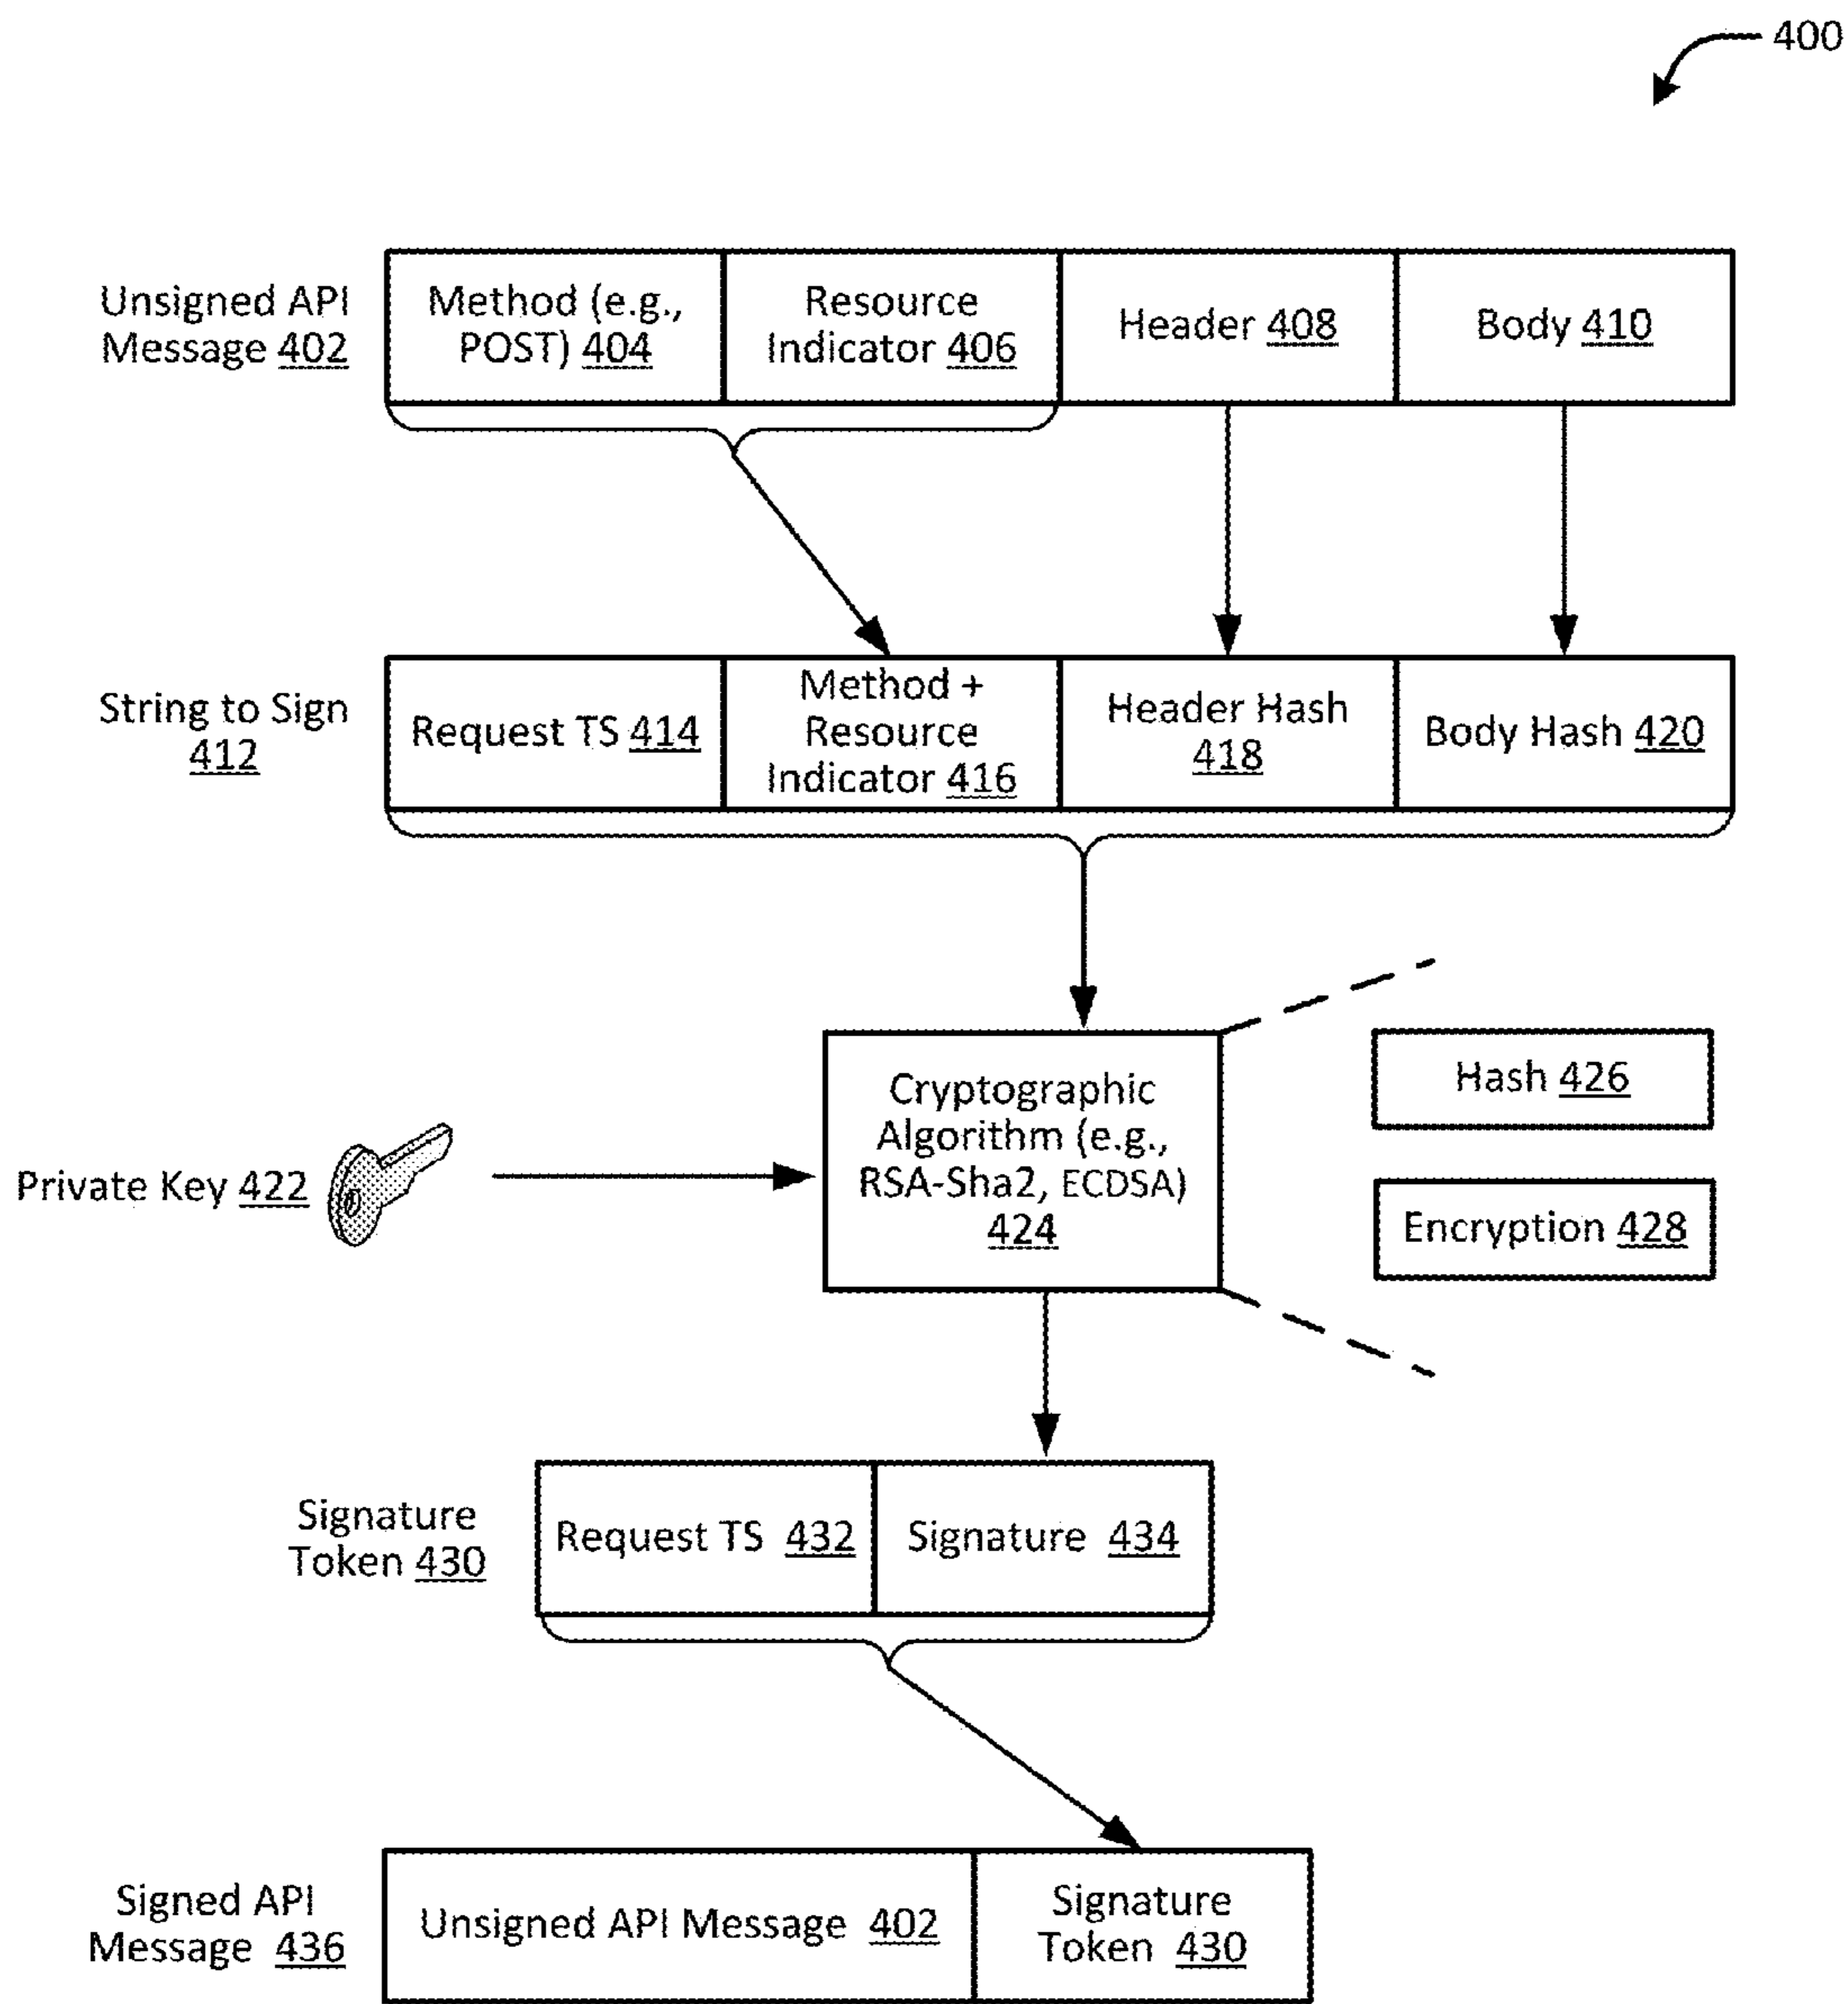 400
Unsigned API
Message 402
Method (e.g.,
POST) 404
Resource
Indicator 406
Header 408
Body 410
String to Sign
412
Request TS 414
Method +
Resource
Indicator 416
Header Hash
418
Body Hash 420
Private Key 422
Cryptographic
Algorithm (e.g.,
RSA-Sha2, ECDSA)
424
Hash 426
Encryption 428
Signature
Token 430
Request TS 432
Signature 434
Signed API
Message 436
Unsigned API Message 402
Signature
Token 430